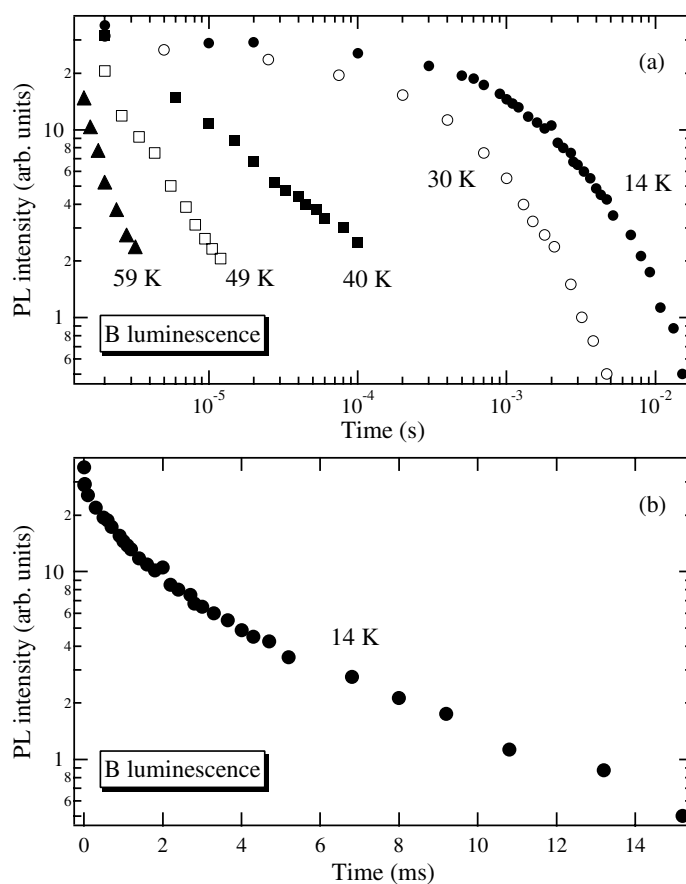 (a)
PL intensity (arb. units)
2
10
8
6
4
2
1
8
6
4
30 K
14 K
59 K
49 K
40 K
B luminescence
10^-5
10^-4
10^-3
10^-2
Time (s)
(b)
PL intensity (arb. units)
2
10
8
6
4
2
1
8
6
14 K
B luminescence
0 2 4 6 8 10 12 14
Time (ms)